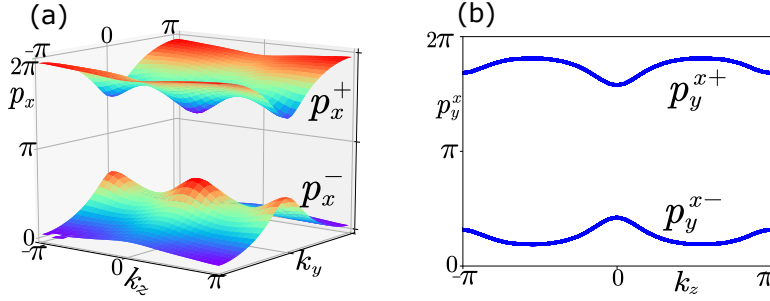 (a)
-π 0 π
2π
p_x
π
0
p_x^+
p_x^-
-π 0 π
k_z
k_y
(b)
2π
p_y^x
π
0
p_y^{x+}
p_y^{x-}
-π 0 π
k_z